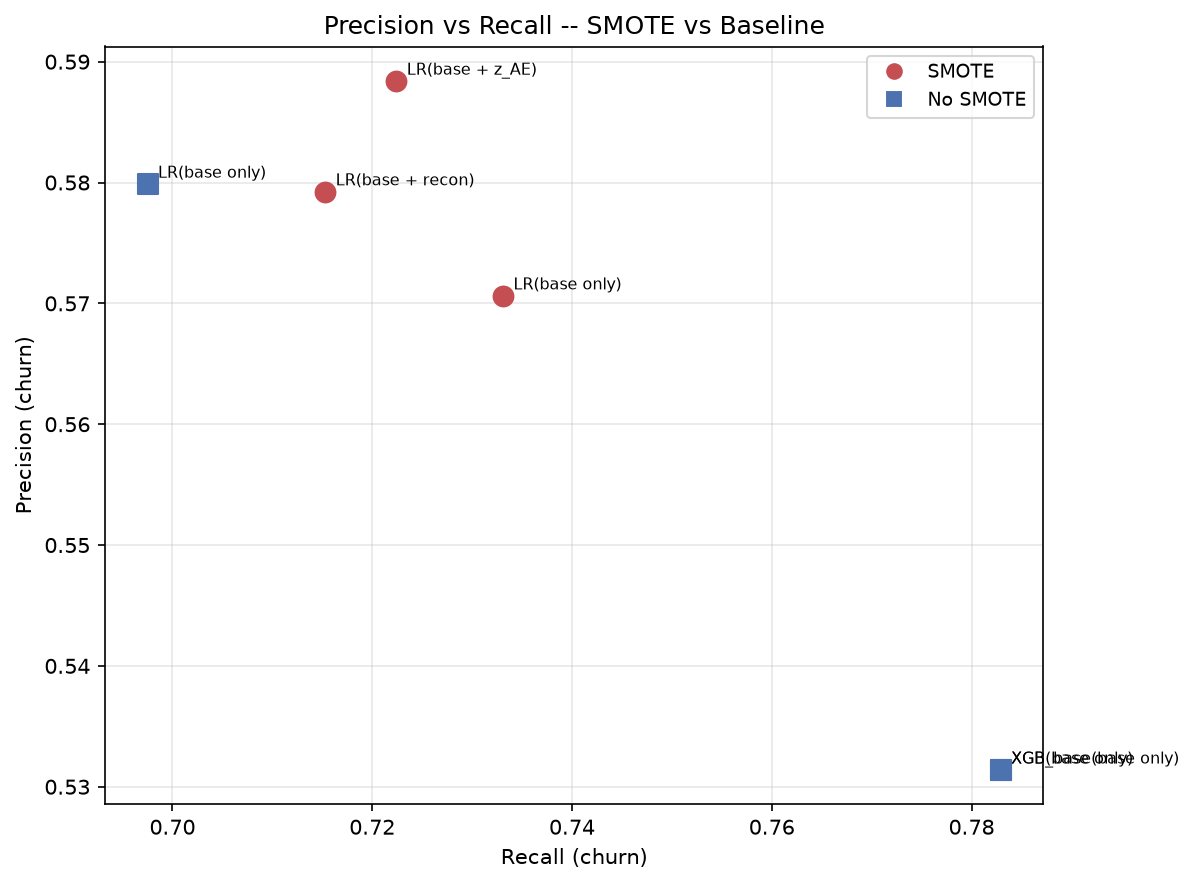 Precision vs Recall -- SMOTE vs Baseline
SMOTE
No SMOTE
LR(base + z_AE)
LR(base only)
LR(base + recon)
LR(base only)
0.59
0.58
0.57
0.56
0.55
0.54
0.53
Precision (churn)
0.70
0.72
0.74
0.76
0.78
Recall (churn)